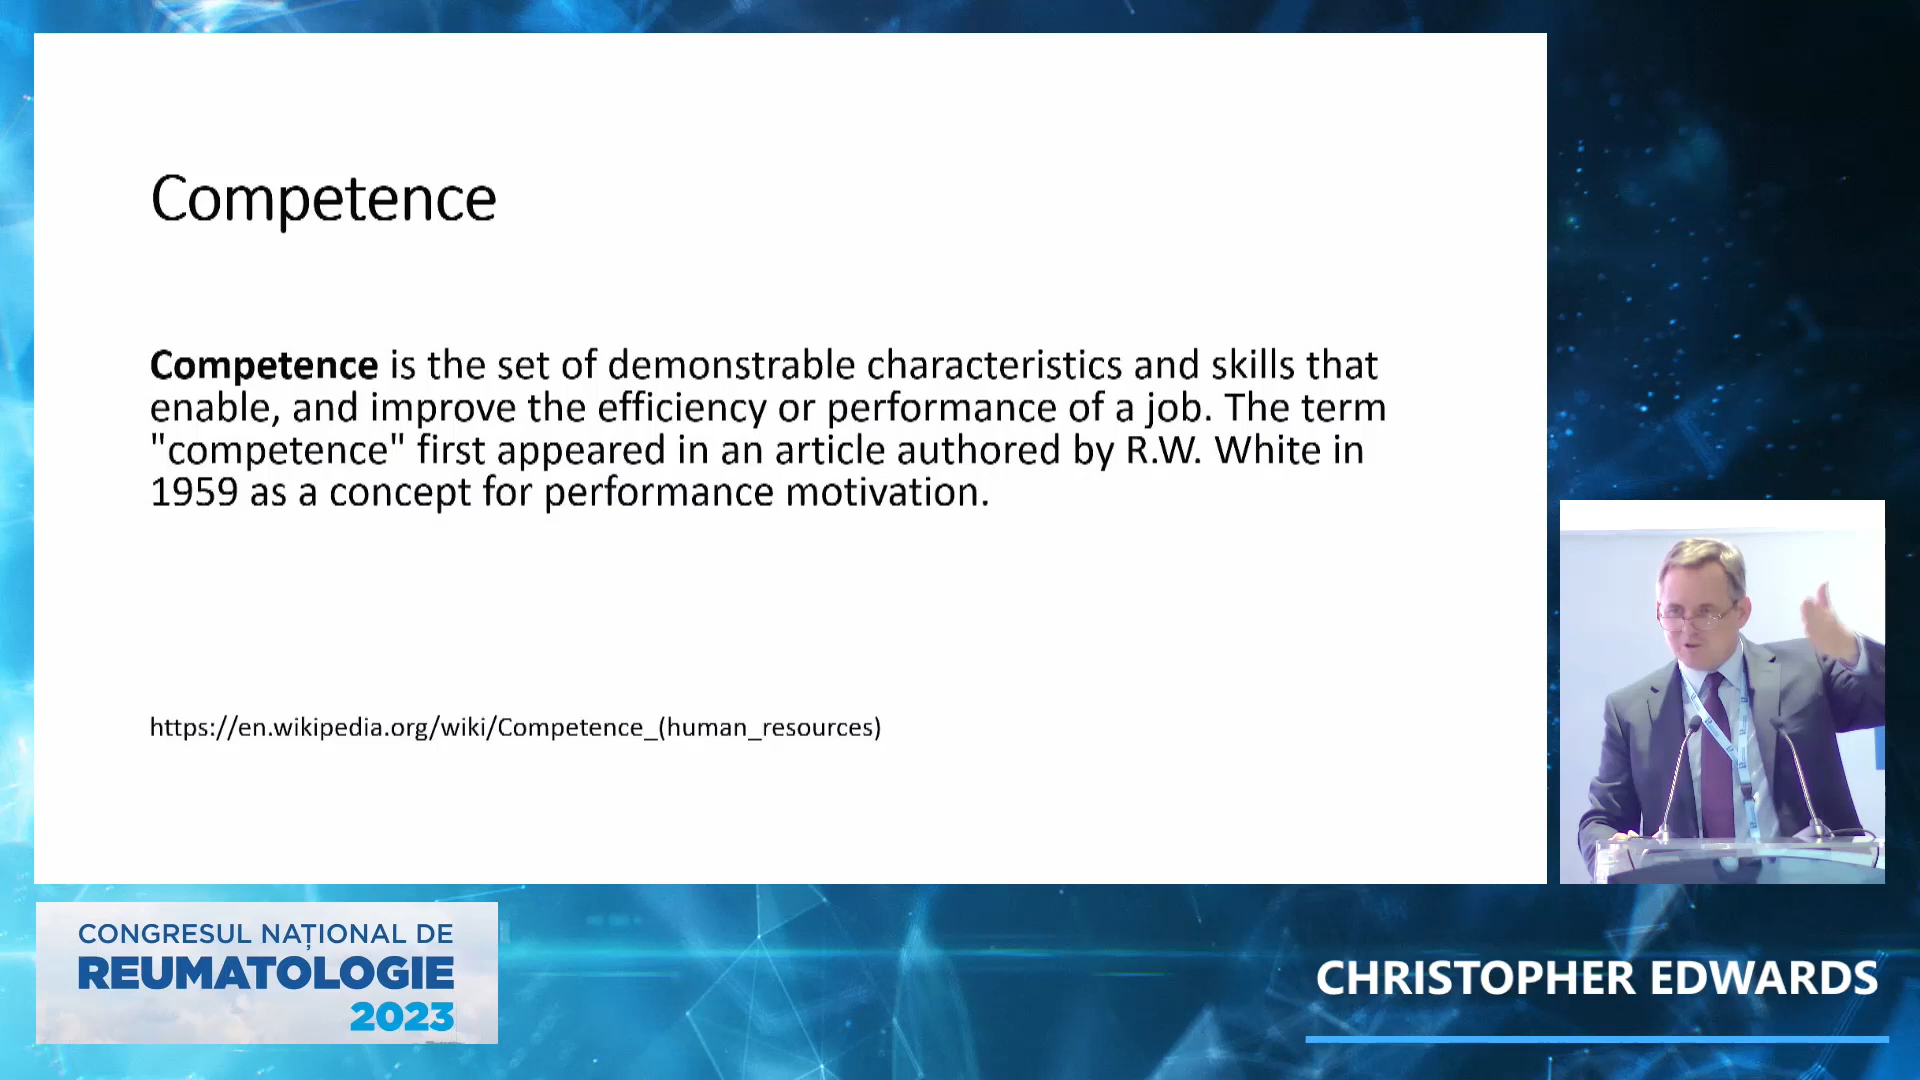 Competence
Competence is the set of demonstrable characteristics and skills that
enable, and improve the efficiency or performance of a job. The term
"competence" first appeared in an article authored by R.W. White in
1959 as a concept for performance motivation.
https://en.wikipedia.org/wiki/Competence_(human_resources)
CONGRESUL NAȚIONAL DE
REUMATOLOGIE
2023
CHRISTOPHER EDWARDS